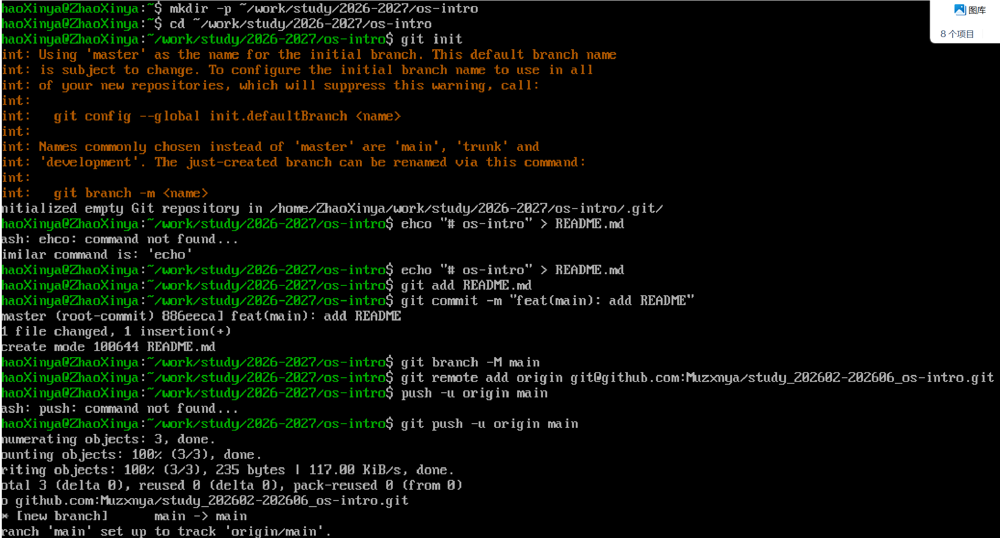 haoXinya@ZhaoXinya:~$ mkdir -p ~/work/study/2026-2027/os-intro
haoXinya@ZhaoXinya:~$ cd ~/work/study/2026-2027/os-intro
haoXinya@ZhaoXinya:~/work/study/2026-2027/os-intro$ git init
int: Using 'master' as the name for the initial branch. This default branch name
int: is subject to change. To configure the initial branch name to use in all
int: of your new repositories, which will suppress this warning, call:
int:
int:   git config --global init.defaultBranch <name>
int:
int: Names commonly chosen instead of 'master' are 'main', 'trunk' and
int: 'development'. The just-created branch can be renamed via this command:
int:
int:   git branch -m <name>
nitialized empty Git repository in /home/ZhaoXinya/work/study/2026-2027/os-intro/.git/
haoXinya@ZhaoXinya:~/work/study/2026-2027/os-intro$ ehco "# os-intro" > README.md
ash: ehco: command not found...
imilar command is: 'echo'
haoXinya@ZhaoXinya:~/work/study/2026-2027/os-intro$ echo "# os-intro" > README.md
haoXinya@ZhaoXinya:~/work/study/2026-2027/os-intro$ git add README.md
haoXinya@ZhaoXinya:~/work/study/2026-2027/os-intro$ git commit -m "feat(main): add README"
master (root-commit) 886eeca] feat(main): add README
1 file changed, 1 insertion(+)
create mode 100644 README.md
haoXinya@ZhaoXinya:~/work/study/2026-2027/os-intro$ git branch -M main
haoXinya@ZhaoXinya:~/work/study/2026-2027/os-intro$ git remote add origin git@github.com:Muzxnya/study_202602-202606_os-intro.git
haoXinya@ZhaoXinya:~/work/study/2026-2027/os-intro$ push -u origin main
ash: push: command not found...
haoXinya@ZhaoXinya:~/work/study/2026-2027/os-intro$ git push -u origin main
numerating objects: 3, done.
ounting objects: 100% (3/3), done.
riting objects: 100% (3/3), 235 bytes | 117.00 KiB/s, done.
otal 3 (delta 0), reused 0 (delta 0), pack-reused 0 (from 0)
o github.com:Muzxnya/study_202602-202606_os-intro.git
* [new branch]      main -> main
ranch 'main' set up to track 'origin/main'.
图库
8 个项目